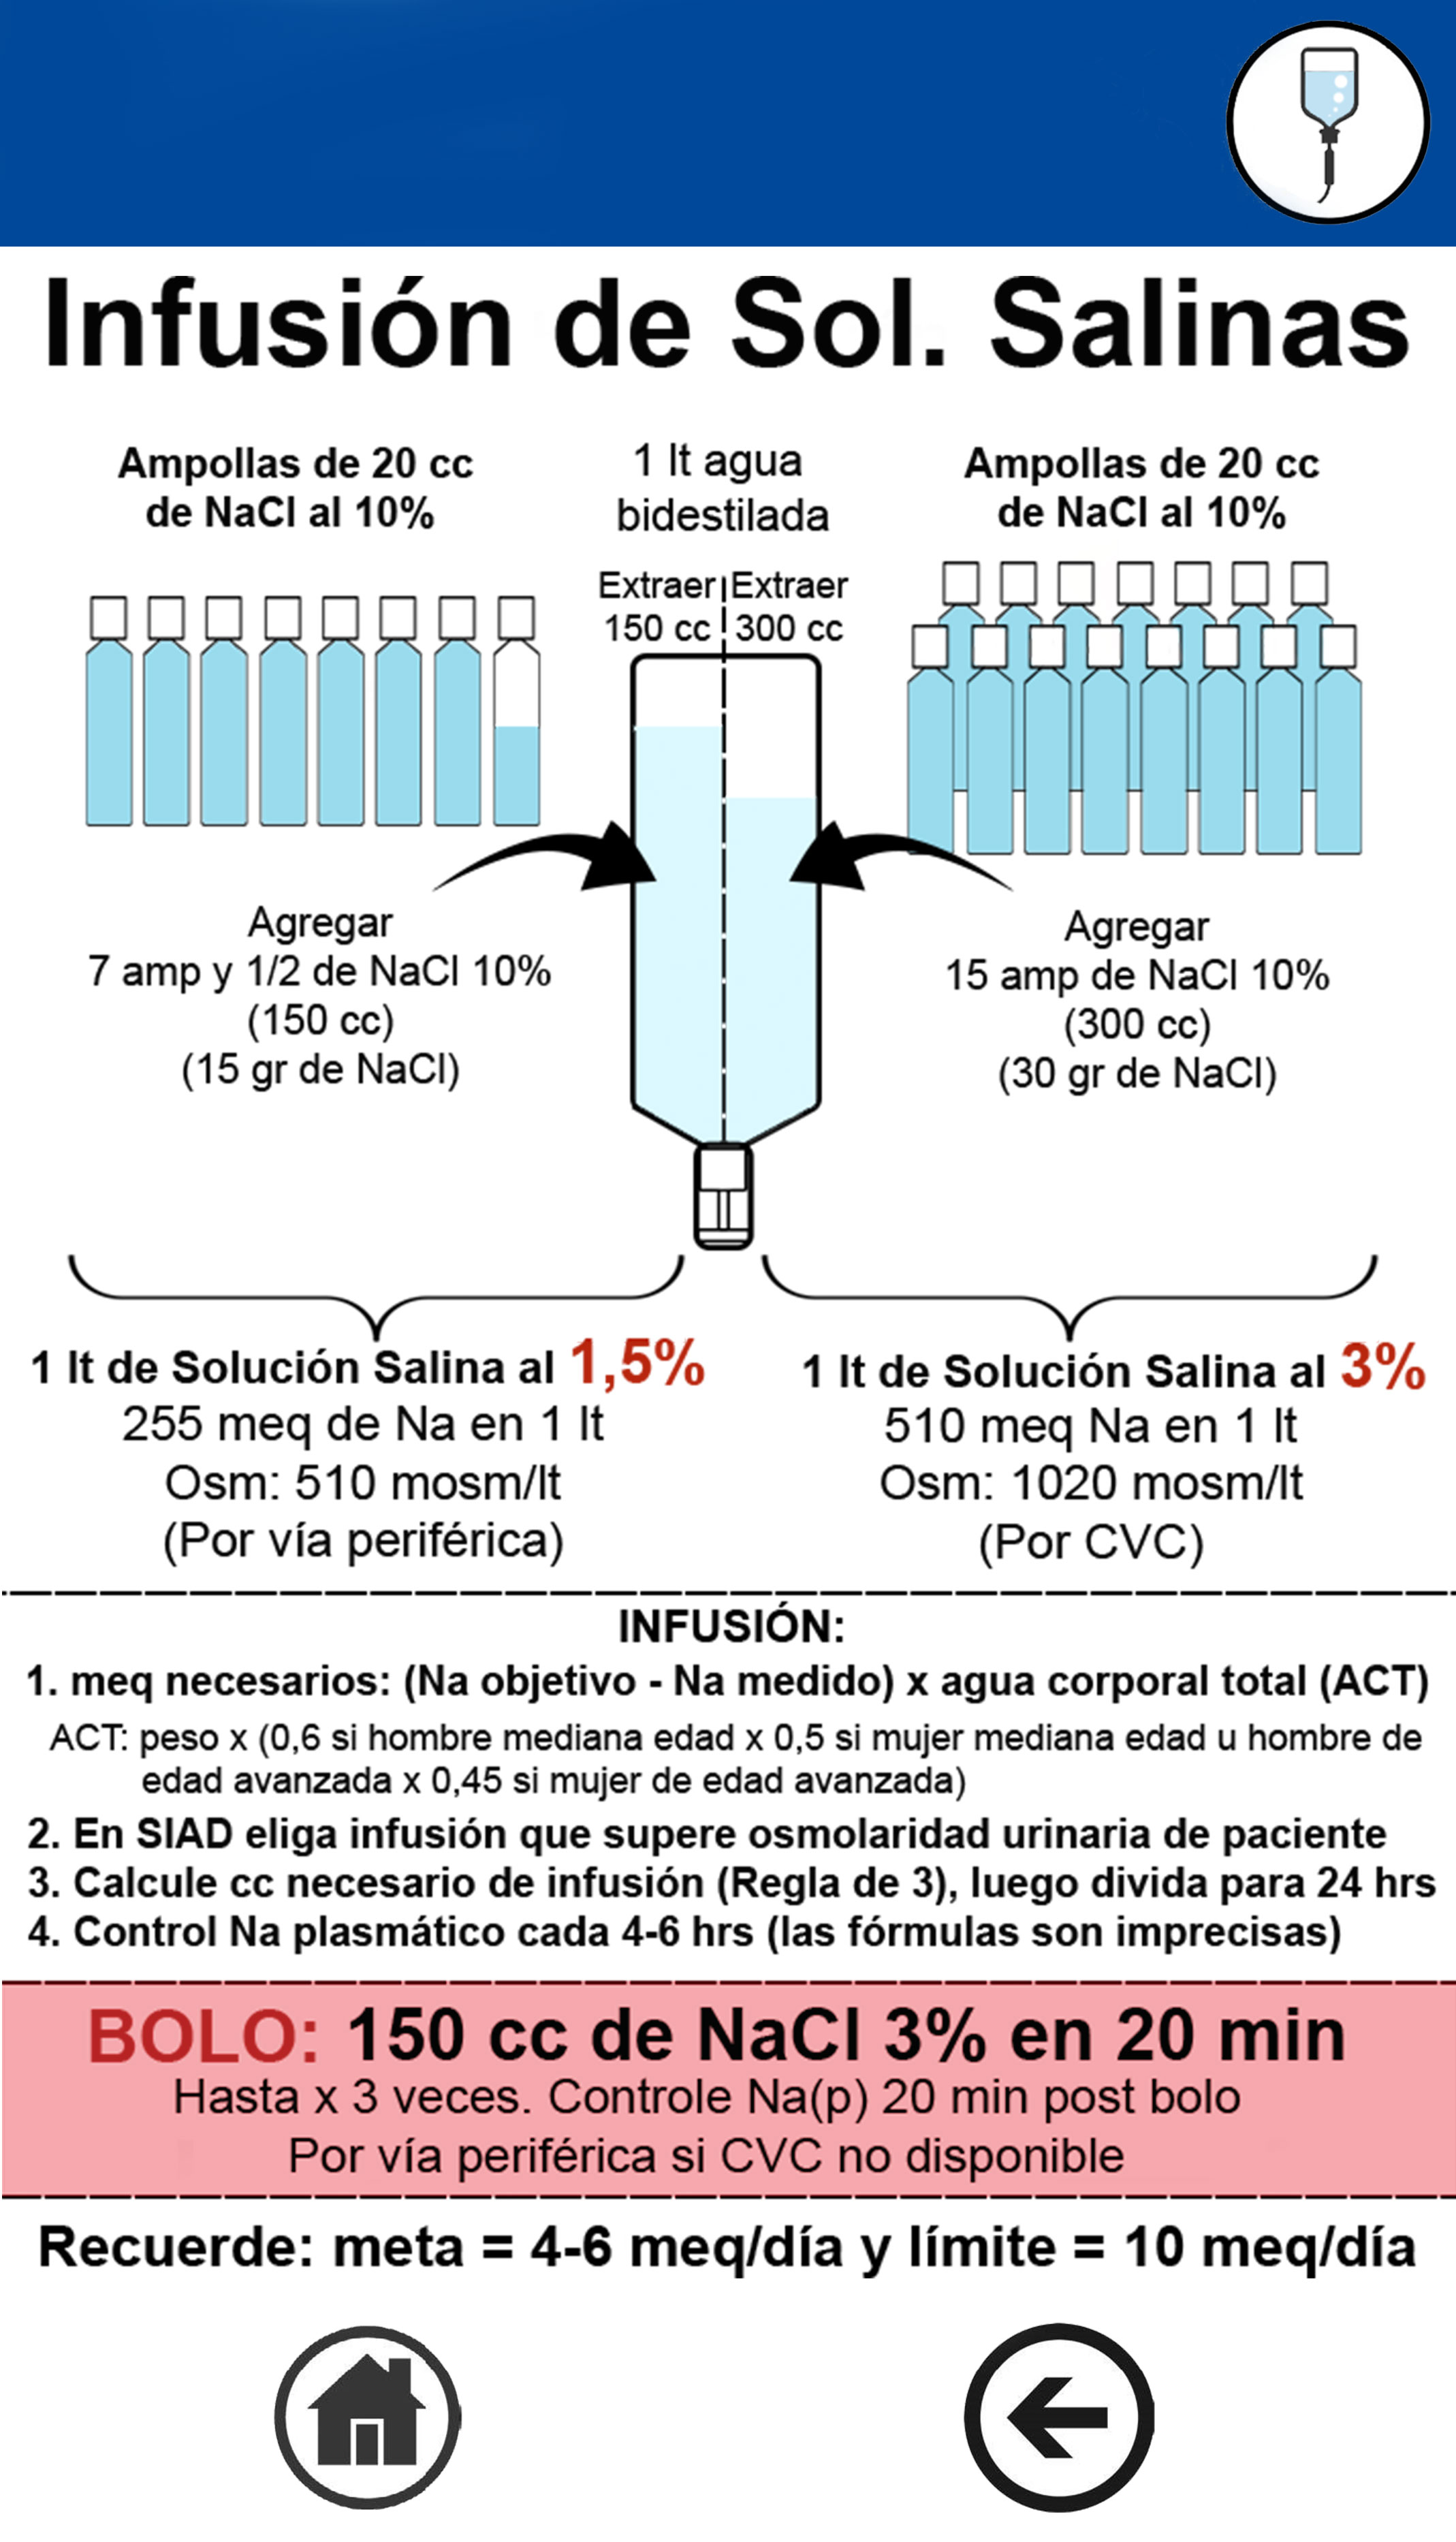 Infusión de Sol. Salinas
Ampollas de 20 cc
de NaCl al 10%
1 lt agua
bidestilada
Ampollas de 20 cc
de NaCl al 10%
Extraer
150 cc
Extraer
300 cc
Agregar
7 amp y 1/2 de NaCl 10%
(150 cc)
(15 gr de NaCl)
Agregar
15 amp de NaCl 10%
(300 cc)
(30 gr de NaCl)
1 lt de Solución Salina al 1,5%
255 meq de Na en 1 lt
Osm: 510 mosm/lt
(Por vía periférica)
1 lt de Solución Salina al 3%
510 meq Na en 1 lt
Osm: 1020 mosm/lt
(Por CVC)
INFUSIÓN:
1. meq necesarios: (Na objetivo - Na medido) x agua corporal total (ACT)
ACT: peso x (0,6 si hombre mediana edad x 0,5 si mujer mediana edad u hombre de
edad avanzada x 0,45 si mujer de edad avanzada)
2. En SIAD eliga infusión que supere osmolaridad urinaria de paciente
3. Calcule cc necesario de infusión (Regla de 3), luego divida para 24 hrs
4. Control Na plasmático cada 4-6 hrs (las fórmulas son imprecisas)
BOLO: 150 cc de NaCl 3% en 20 min
Hasta x 3 veces. Controle Na(p) 20 min post bolo
Por vía periférica si CVC no disponible
Recuerde: meta = 4-6 meq/día y límite = 10 meq/día